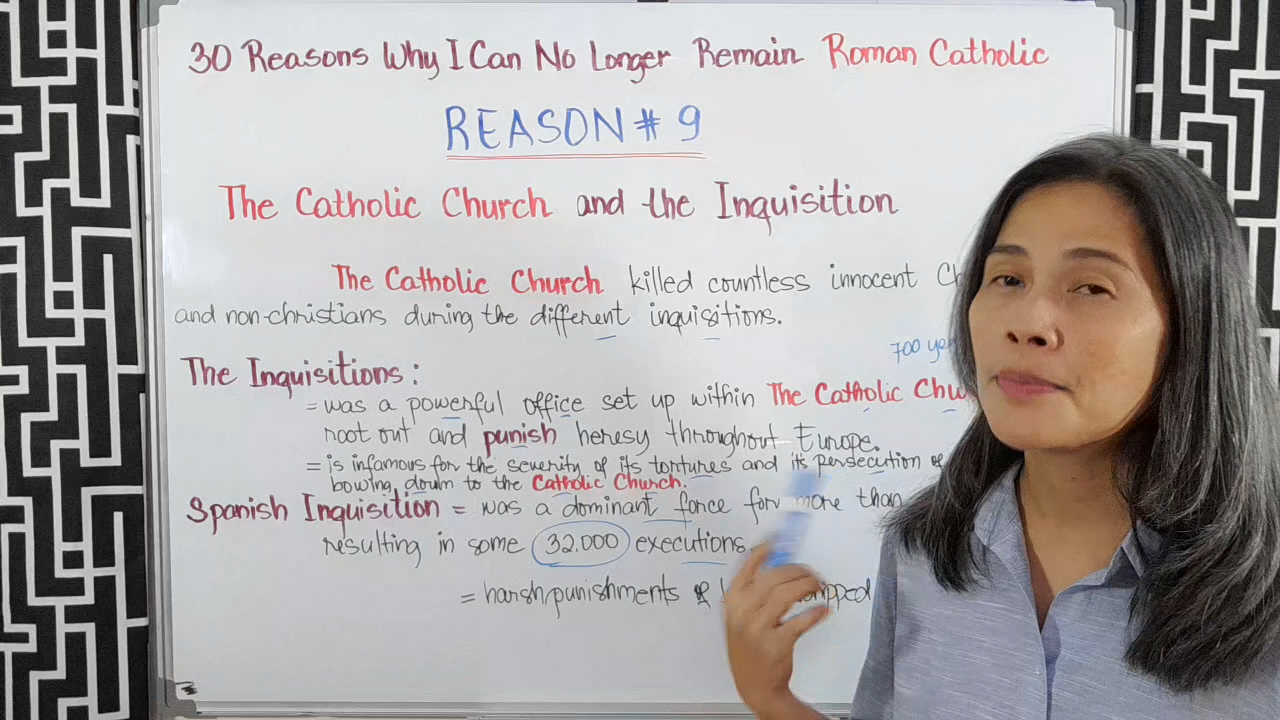 30 Reasons Why I Can No Longer Remain Roman Catholic
REASON # 9
The Catholic Church and the Inquisition
The Catholic Church killed countless innocent
and non-christians during the different inquisitions.
700
The Inquisitions:
= was a powerful office set up within The Catholic
root out and punish heresy throughout Europe.
= is infamous for the severity of its tortures and its persecution
bowing down to the Catholic Church.
Spanish Inquisition = was a dominant force for more than
resulting in some 32.000 executions
= harsh punishments